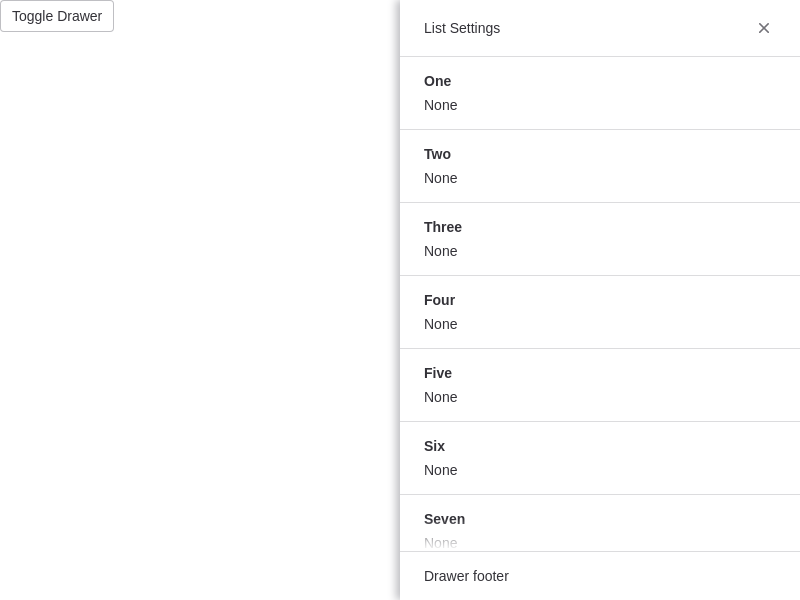 Toggle Drawer
List Settings
One
None
Two
None
Three
None
Four
None
Five
None
Six
None
Seven
None
Drawer footer